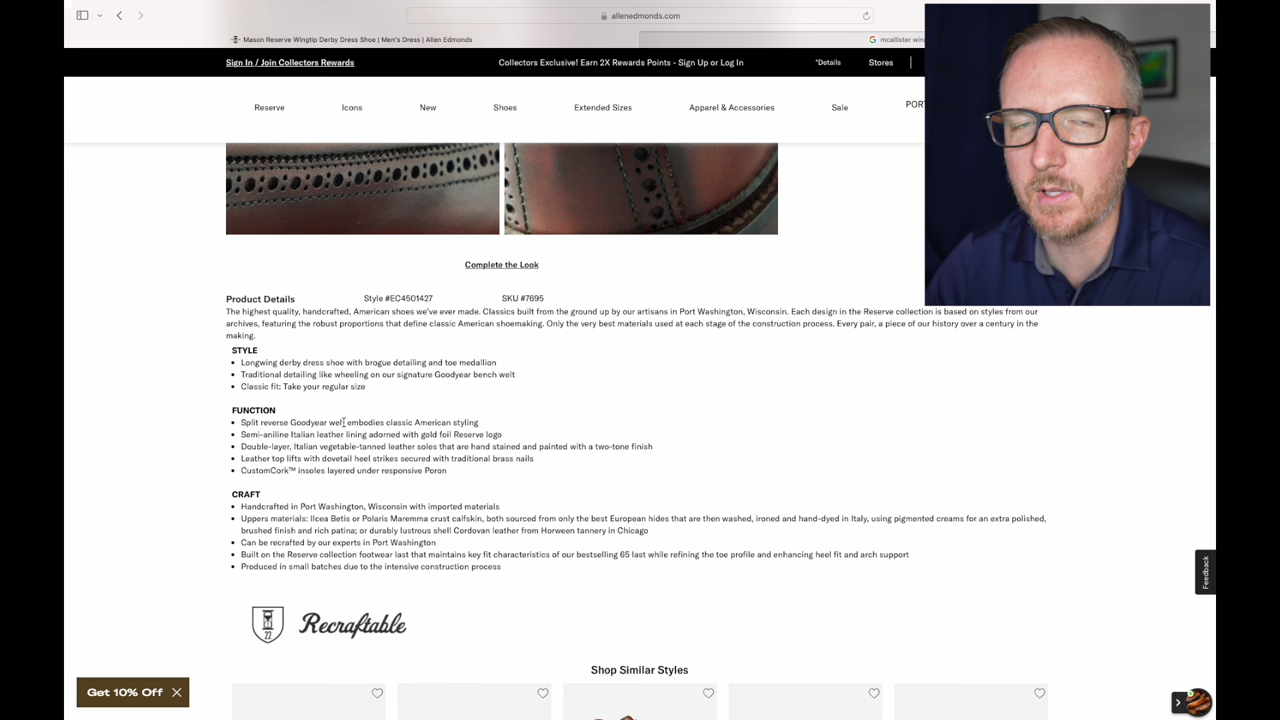 allenedmonds.com
Mason Reserve Wingtip Derby Dress Shoe | Men's Dress | Allen Edmonds
mcallister wing
Sign In / Join Collectors Rewards
Collectors Exclusive! Earn 2X Rewards Points - Sign Up or Log In
*Details
Stores
Reserve
Icons
New
Shoes
Extended Sizes
Apparel & Accessories
Sale
PORT
Complete the Look
Product Details
Style #EC4501427
SKU #7695
The highest quality, handcrafted, American shoes we've ever made. Classics built from the ground up by our artisans in Port Washington, Wisconsin. Each design in the Reserve collection is based on styles from our
archives, featuring the robust proportions that define classic American shoemaking. Only the very best materials used at each stage of the construction process. Every pair, a piece of our history over a century in the
making.
STYLE
Longwing derby dress shoe with brogue detailing and toe medallion
Traditional detailing like wheeling on our signature Goodyear bench welt
Classic fit: Take your regular size
FUNCTION
Split reverse Goodyear welt embodies classic American styling
Semi-aniline Italian leather lining adorned with gold foil Reserve logo
Double-layer, Italian vegetable-tanned leather soles that are hand stained and painted with a two-tone finish
Leather top lifts with dovetail heel strikes secured with traditional brass nails
CustomCork™ insoles layered under responsive Poron
CRAFT
Handcrafted in Port Washington, Wisconsin with imported materials
Uppers materials: Ilcea Betis or Polaris Maremma crust calfskin, both sourced from only the best European hides that are then washed, ironed and hand-dyed in Italy, using pigmented creams for an extra polished,
brushed finish and rich patina; or durably lustrous shell Cordovan leather from Horween tannery in Chicago
Can be recrafted by our experts in Port Washington
Built on the Reserve collection footwear last that maintains key fit characteristics of our bestselling 65 last while refining the toe profile and enhancing heel fit and arch support
Produced in small batches due to the intensive construction process
22
Recraftable
Feedback
Shop Similar Styles
Get 10% Off